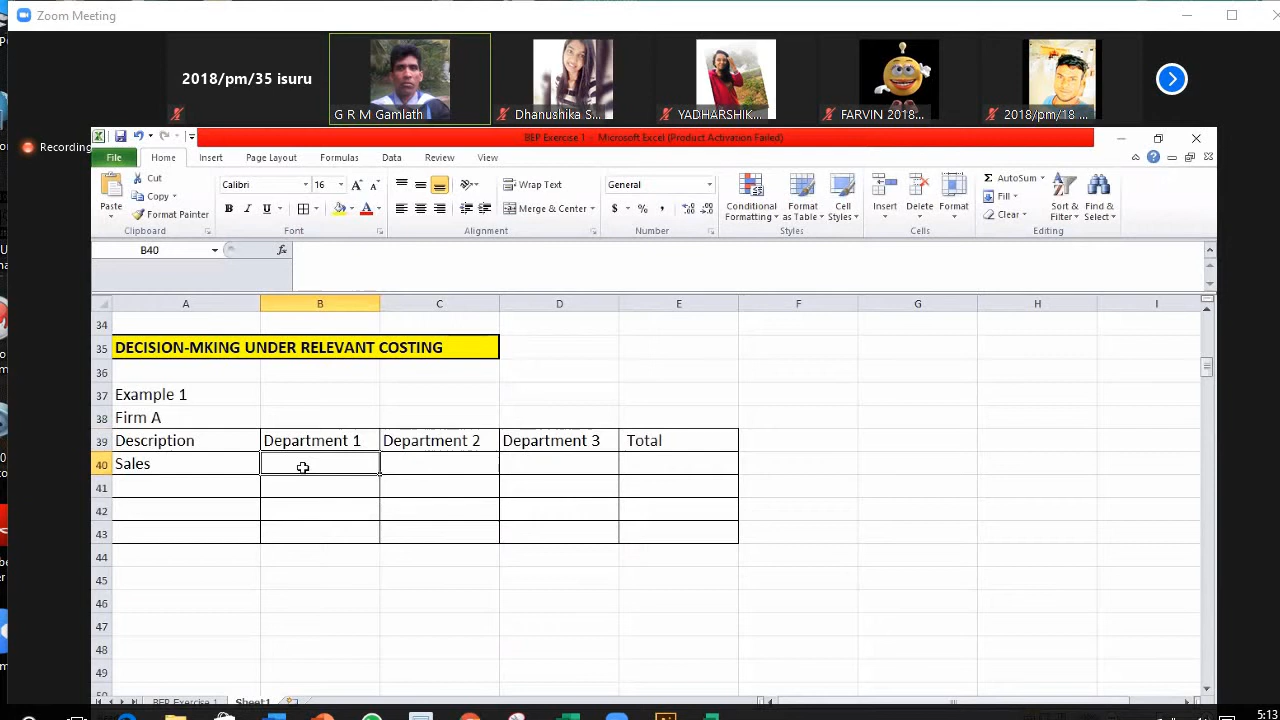 Zoom Meeting
2018/pm/35 isuru
G R M Gamlath
Dhanushika S...
YADHARSHIK...
FARVIN 2018...
2018/pm/18
Recording
BEP Exercise 1 - Microsoft Excel (Product Activation Failed)
File Home Insert Page Layout Formulas Data Review View
Paste
Cut
Copy
Format Painter
Clipboard
Calibri 16
B I U A
Font
Wrap Text
Merge & Center
Alignment
General
$ % ,
Number
Conditional Formatting
Format as Table
Cell Styles
Styles
Insert Delete Format
Cells
AutoSum
Fill
Clear
Sort & Filter
Find & Select
Editing
B40 fx
A B C D E F G H I
34
35 DECISION-MKING UNDER RELEVANT COSTING
36
37 Example 1
38 Firm A
39 Description Department 1 Department 2 Department 3 Total
40 Sales
41
42
43
44
45
46
47
48
49
BEP Exercise 1 Sheet1
5:13